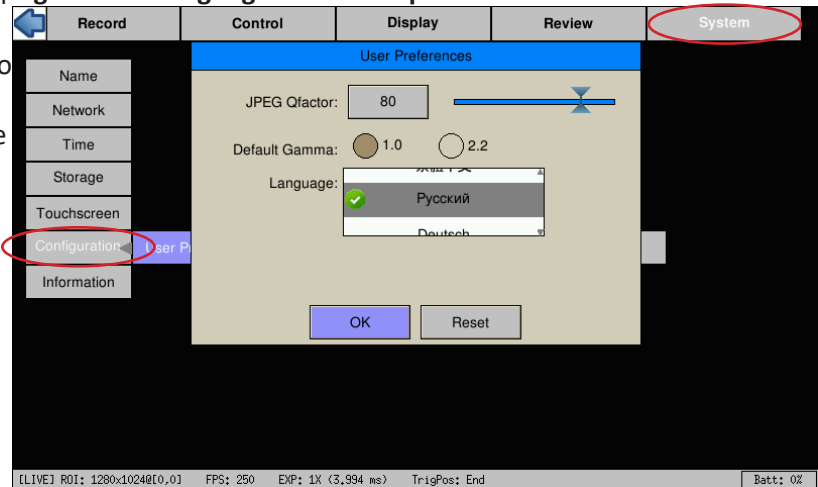 Record Control Display Review System
User Preferences
Name
JPEG Qfactor: 80
Network
Time
Default Gamma: 1.0 2.2
Storage
Language:
Русский
Touchscreen
Deutsch
Configuration User
Information
OK Reset
[LIVE] ROI: 1280x1024@[0,0] FPS: 250 EXP: 1X (3.994 ms) TrigPos: End Batt: 0%